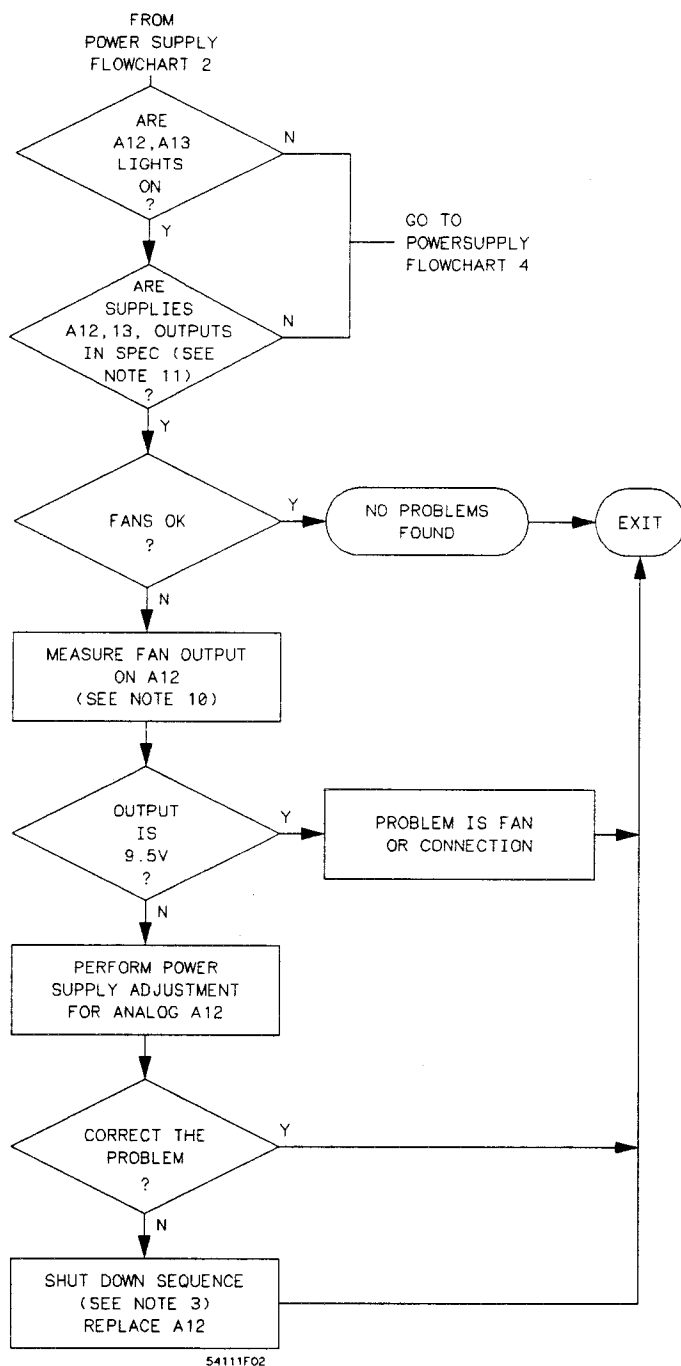 FROM
POWER SUPPLY
FLOWCHART 2
ARE
A12,A13
LIGHTS
ON
?
N
Y
GO TO
POWERSUPPLY
FLOWCHART 4
ARE
SUPPLIES
A12,13, OUTPUTS
IN SPEC (SEE
NOTE 11)
?
N
Y
FANS OK
?
Y
NO PROBLEMS
FOUND
EXIT
N
MEASURE FAN OUTPUT
ON A12
(SEE NOTE 10)
OUTPUT
IS
9.5V
?
Y
PROBLEM IS FAN
OR CONNECTION
N
PERFORM POWER
SUPPLY ADJUSTMENT
FOR ANALOG A12
CORRECT THE
PROBLEM
?
Y
N
SHUT DOWN SEQUENCE
(SEE NOTE 3)
REPLACE A12
54111F02